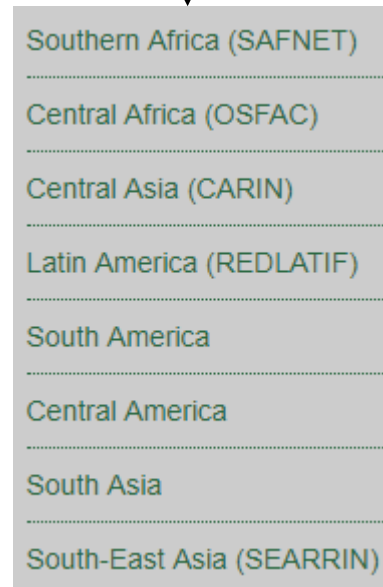 Southern Africa (SAFNET)
Central Africa (OSFAC)
Central Asia (CARIN)
Latin America (REDLATIF)
South America
Central America
South Asia
South-East Asia (SEARRIN)